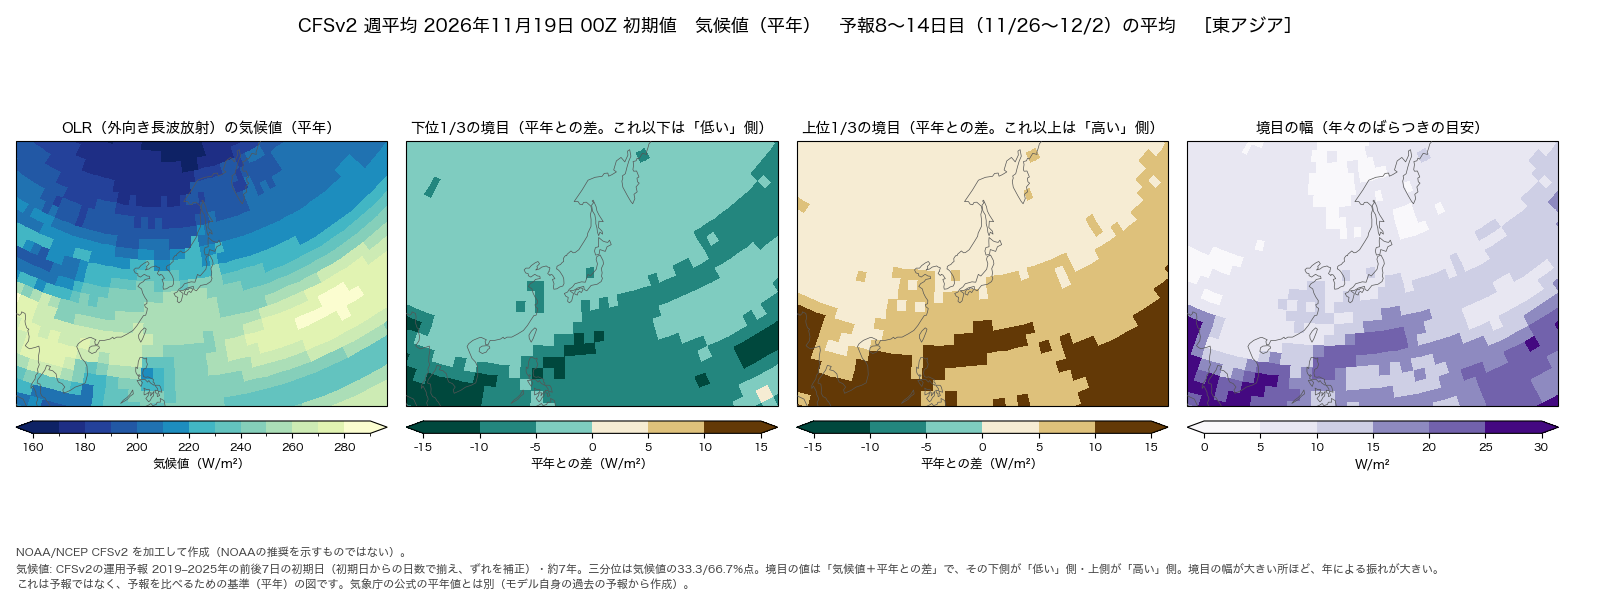 CFSv2 週平均 2026年11月19日 00Z 初期値　気候値（平年）　予報8～14日目（11/26～12/2）の平均　［東アジア］
OLR（外向き長波放射）の気候値（平年）
下位1/3の境目（平年との差。これ以下は「低い」側）
上位1/3の境目（平年との差。これ以上は「高い」側）
境目の幅（年々のばらつきの目安）
160 180 200 220 240 260 280
気候値（W/m²）
-15 -10 -5 0 5 10 15
平年との差（W/m²）
-15 -10 -5 0 5 10 15
平年との差（W/m²）
0 5 10 15 20 25 30
W/m²
NOAA/NCEP CFSv2 を加工して作成（NOAAの推奨を示すものではない）。
気候値: CFSv2の運用予報 2019–2025年の前後7日の初期日（初期日からの日数で揃え、ずれを補正）・約7年。三分位は気候値の33.3/66.7%点。境目の値は「気候値＋平年との差」で、その下側が「低い」側・上側が「高い」側。境目の幅が大きい所ほど、年による振れが大きい。
これは予報ではなく、予報を比べるための基準（平年）の図です。気象庁の公式の平年値とは別（モデル自身の過去の予報から作成）。